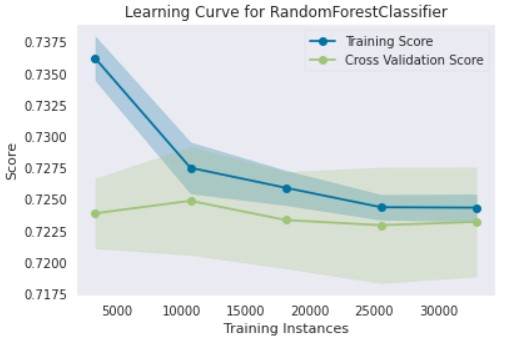 Learning Curve for RandomForestClassifier
Training Score
Cross Validation Score
Score
0.7375
0.7350
0.7325
0.7300
0.7275
0.7250
0.7225
0.7200
0.7175
5000 10000 15000 20000 25000 30000
Training Instances